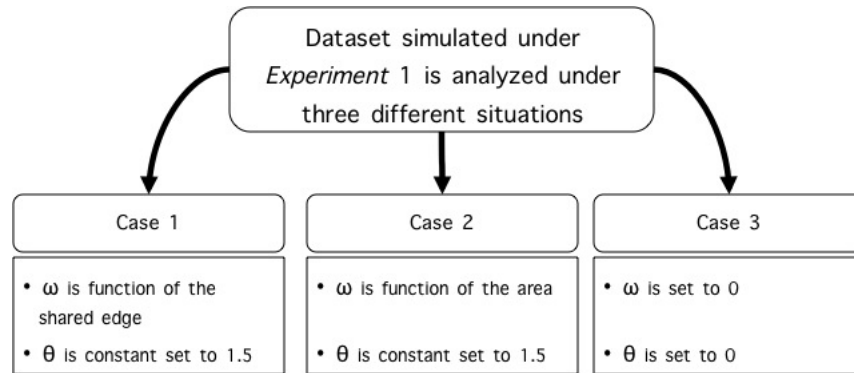 Dataset simulated under
Experiment 1 is analyzed under
three different situations
Case 1
• ω is function of the
shared edge
• θ is constant set to 1.5
Case 2
• ω is function of the area
• θ is constant set to 1.5
Case 3
• ω is set to 0
• θ is set to 0